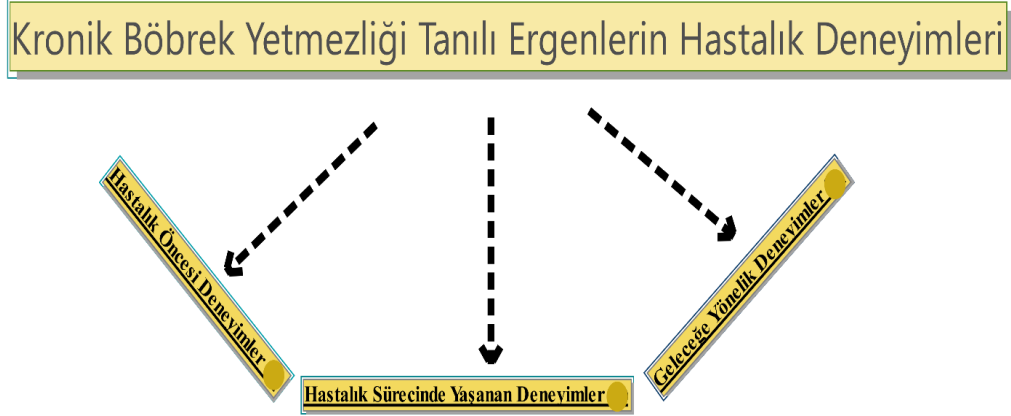 Kronik Böbrek Yetmezliği Tanılı Ergenlerin Hastalık Deneyimleri
Hastalık Öncesi Deneyimler
Hastalık Sürecinde Yaşanan Deneyimler
Geleceğe Yönelik Deneyimler